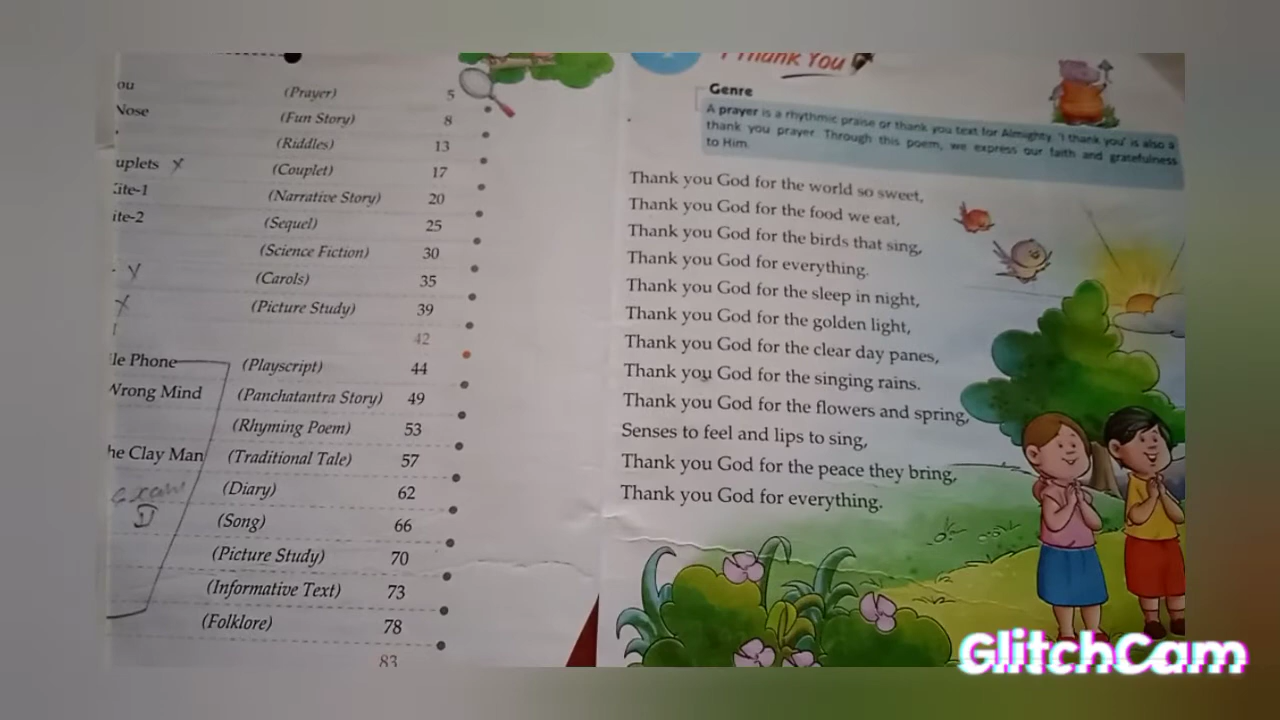 ou (Prayer) 5
Nose (Fun Story) 8
(Riddles) 13
uplets x (Couplet) 17
ite-1 (Narrative Story) 20
ite-2 (Sequel) 25
(Science Fiction) 30
(Carols) 35
(Picture Study) 39
42
le Phone (Playscript) 44
Wrong Mind (Panchatantra Story) 49
(Rhyming Poem) 53
he Clay Man (Traditional Tale) 57
exam (Diary) 62
II (Song) 66
(Picture Study) 70
(Informative Text) 73
(Folklore) 78
83
I Thank You
Genre
A prayer is a rhythmic praise or thank you text for Almighty. 'I thank you' is also a
thank you prayer. Through this poem, we express our faith and gratefulness
to Him.
Thank you God for the world so sweet,
Thank you God for the food we eat,
Thank you God for the birds that sing,
Thank you God for everything.
Thank you God for the sleep in night,
Thank you God for the golden light,
Thank you God for the clear day panes,
Thank you God for the singing rains.
Thank you God for the flowers and spring,
Senses to feel and lips to sing,
Thank you God for the peace they bring,
Thank you God for everything.
GlitchCam